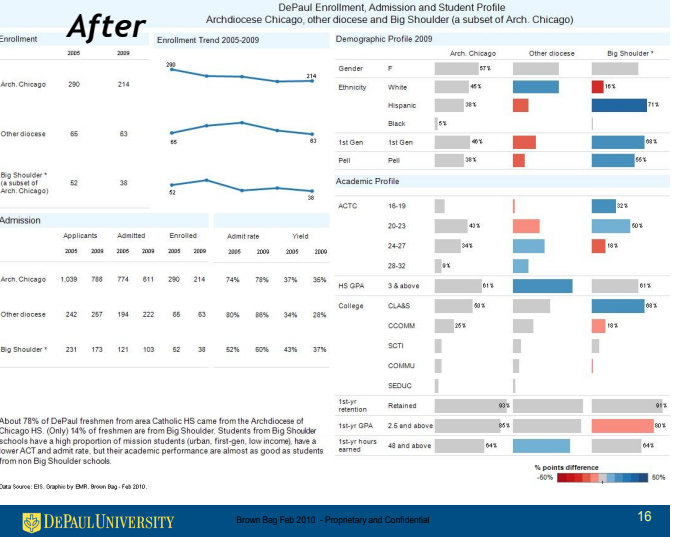 After
DePaul Enrollment, Admission and Student Profile
Archdiocese Chicago, other diocese and Big Shoulder (a subset of Arch. Chicago)
Enrollment
2005 2009
Arch. Chicago 290 214
Other diocese 65 63
Big Shoulder *
(a subset of
Arch. Chicago)
52 38
Enrollment Trend 2005-2009
290 214
65 63
52 38
Admission
Applicants Admitted Enrolled Admit rate Yield
2005 2009 2005 2009 2005 2009 2005 2009 2005 2009
Arch. Chicago 1,039 788 774 611 290 214 74% 78% 37% 35%
Other diocese 242 257 194 222 65 63 80% 86% 34% 28%
Big Shoulder * 231 173 121 103 52 38 52% 60% 43% 37%
About 78% of DePaul freshmen from area Catholic HS came from the Archdiocese of
Chicago HS. (Only) 14% of freshmen are from Big Shoulder. Students from Big Shoulder
schools have a high proportion of mission students (urban, first-gen, low income), have a
lower ACT and admit rate, but their academic performance are almost as good as students
from non Big Shoulder schools.
Data Source: EIS. Graphic by EMR. Brown Bag - Feb 2010.
Demographic Profile 2009
Arch. Chicago Other diocese Big Shoulder *
Gender F 57%
Ethnicity White 45% 16%
Hispanic 38% 71%
Black 5%
1st Gen 1st Gen 46% 68%
Pell Pell 38% 55%
Academic Profile
ACTC 16-19 32%
20-23 43% 50%
24-27 34% 18%
28-32 9%
HS GPA 3 & above 61% 61%
College CLA&S 50% 68%
CCOMM 25% 18%
SCTI
COMMU
SEDUC
1st-yr
retention
Retained 93% 91%
1st-yr GPA 2.5 and above 85% 80%
1st-yr hours
earned
48 and above 64% 64%
% points difference
-50% 50%
DEPAUL UNIVERSITY
Brown Bag Feb 2010 - Proprietary and Confidential
16